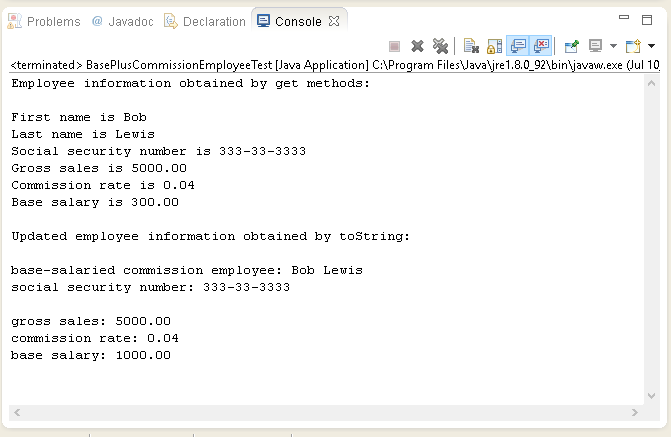 Problems @ Javadoc Declaration Console
<terminated> BasePlusCommissionEmployeeTest [Java Application] C:\Program Files\Java\jre1.8.0_92\bin\javaw.exe (Jul 10,
Employee information obtained by get methods:
First name is Bob
Last name is Lewis
Social security number is 333-33-3333
Gross sales is 5000.00
Commission rate is 0.04
Base salary is 300.00
Updated employee information obtained by toString:
base-salaried commission employee: Bob Lewis
social security number: 333-33-3333
gross sales: 5000.00
commission rate: 0.04
base salary: 1000.00